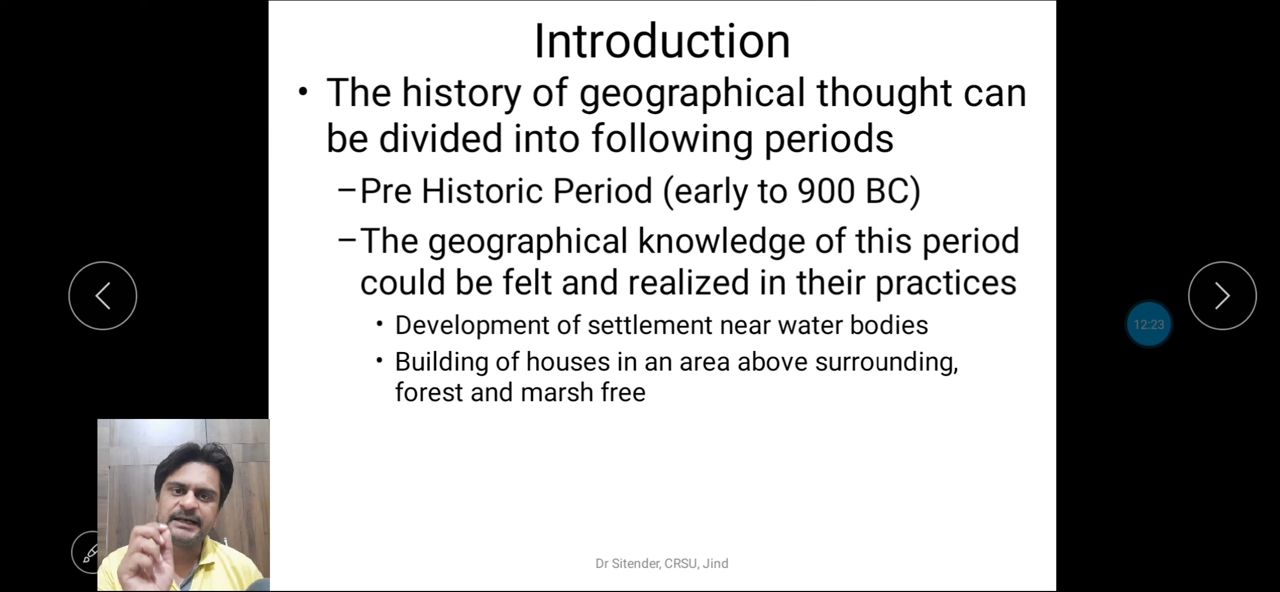 Introduction
• The history of geographical thought can
be divided into following periods
–Pre Historic Period (early to 900 BC)
–The geographical knowledge of this period
could be felt and realized in their practices
• Development of settlement near water bodies
• Building of houses in an area above surrounding,
forest and marsh free
12:23
Dr Sitender, CRSU, Jind